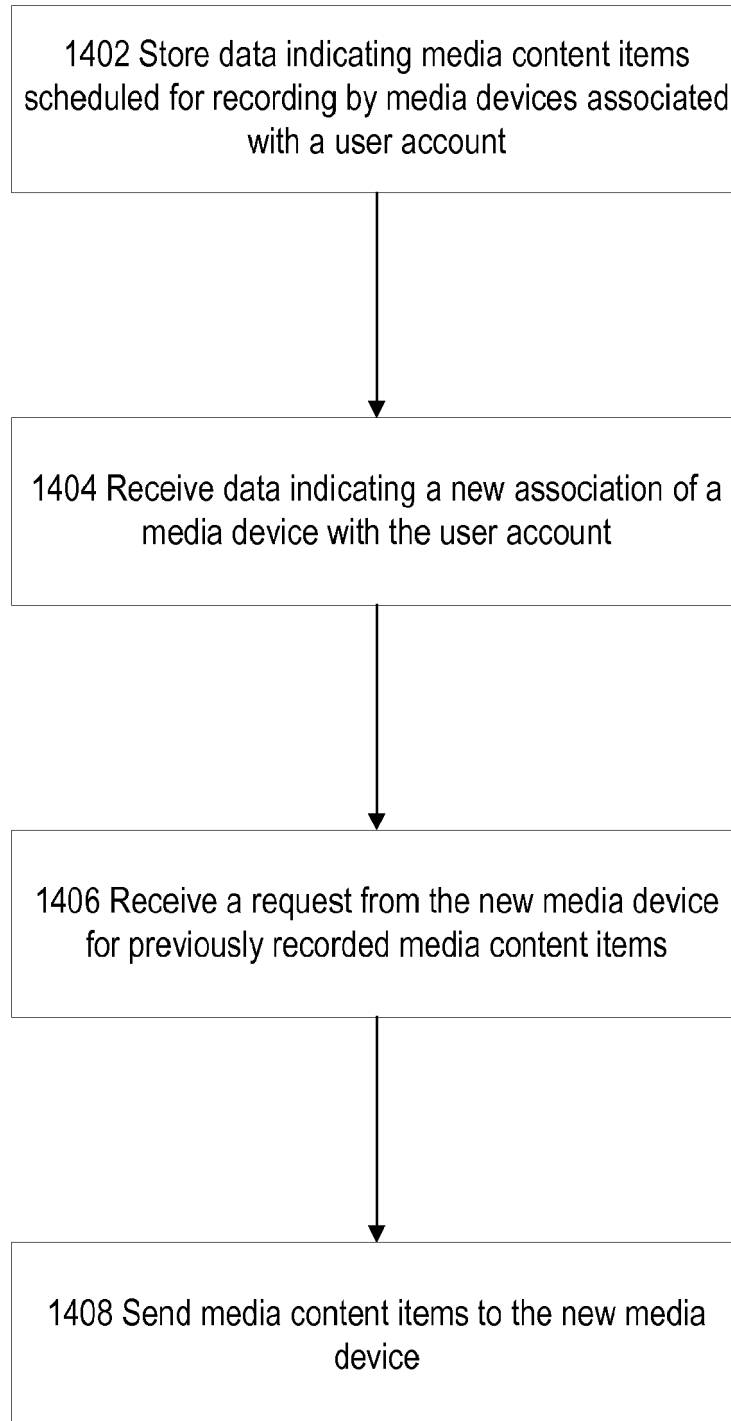 1402 Store data indicating media content items
scheduled for recording by media devices associated
with a user account
1404 Receive data indicating a new association of a
media device with the user account
1406 Receive a request from the new media device
for previously recorded media content items
1408 Send media content items to the new media
device